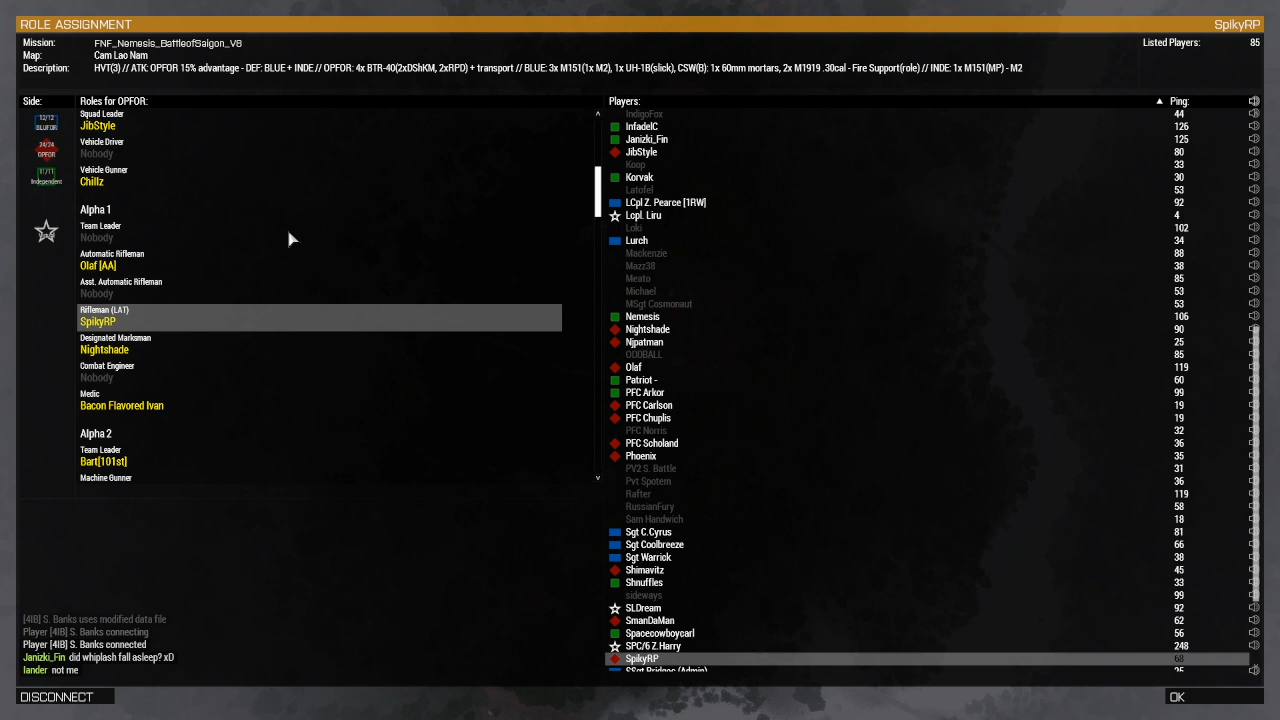 ROLE ASSIGNMENT SpikyRP
Mission: FNF_Nemesis_BattleofSaigon_V6 Listed Players: 85
Map: Cam Lao Nam
Description: HVT(3) // ATK: OPFOR 15% advantage - DEF: BLUE + INDE // OPFOR: 4x BTR-40(2xDShKM, 2xRPD) + transport // BLUE: 3x M151(1x M2), 1x UH-1B(slick), CSW(B): 1x 60mm mortars, 2x M1919 .30cal - Fire Support(role) // INDE: 1x M151(MP) - M2
Side: Roles for OPFOR:
12/12
BLUFOR
24/24
OPFOR
11/11
Independent
Squad Leader
JibStyle
Vehicle Driver
Nobody
Vehicle Gunner
Chillz
Alpha 1
Team Leader
Nobody
Automatic Rifleman
Olaf [AA]
Asst. Automatic Rifleman
Nobody
Rifleman (LAT)
SpikyRP
Designated Marksman
Nightshade
Combat Engineer
Nobody
Medic
Bacon Flavored Ivan
Alpha 2
Team Leader
Bart[101st]
Machine Gunner
Players: Ping:
IndigoFox 44
InfadelC 126
Janizki_Fin 125
JibStyle 80
Koop 33
Korvak 30
Latofel 53
LCpl Z. Pearce [1RW] 92
Lcpl. Liru 4
Loki 102
Lurch 34
Mackenzie 88
Mazz38 38
Meato 85
Michael 53
MSgt Cosmonaut 53
Nemesis 106
Nightshade 90
Njpatman 25
ODDBALL 85
Olaf 119
Patriot - 60
PFC Arkor 99
PFC Carlson 19
PFC Chuplis 19
PFC Norris 32
PFC Scholand 36
Phoenix 35
PV2 S. Battle 31
Pvt Spotem 36
Rafter 119
RussianFury 58
Sam Handwich 18
Sgt C.Cyrus 81
Sgt Coolbreeze 66
Sgt Warrick 38
Shimavitz 45
Shnuffles 33
sideways 99
SLDream 92
SmanDaMan 62
Spacecowboycarl 56
SPC/6 Z.Harry 248
SpikyRP 68
SSgt Bridges (Admin) 25
[4IB] S. Banks uses modified data file
Player [4IB] S. Banks connecting
Player [4IB] S. Banks connected
Janizki_Fin did whiplash fall asleep? xD
lander not me
DISCONNECT OK